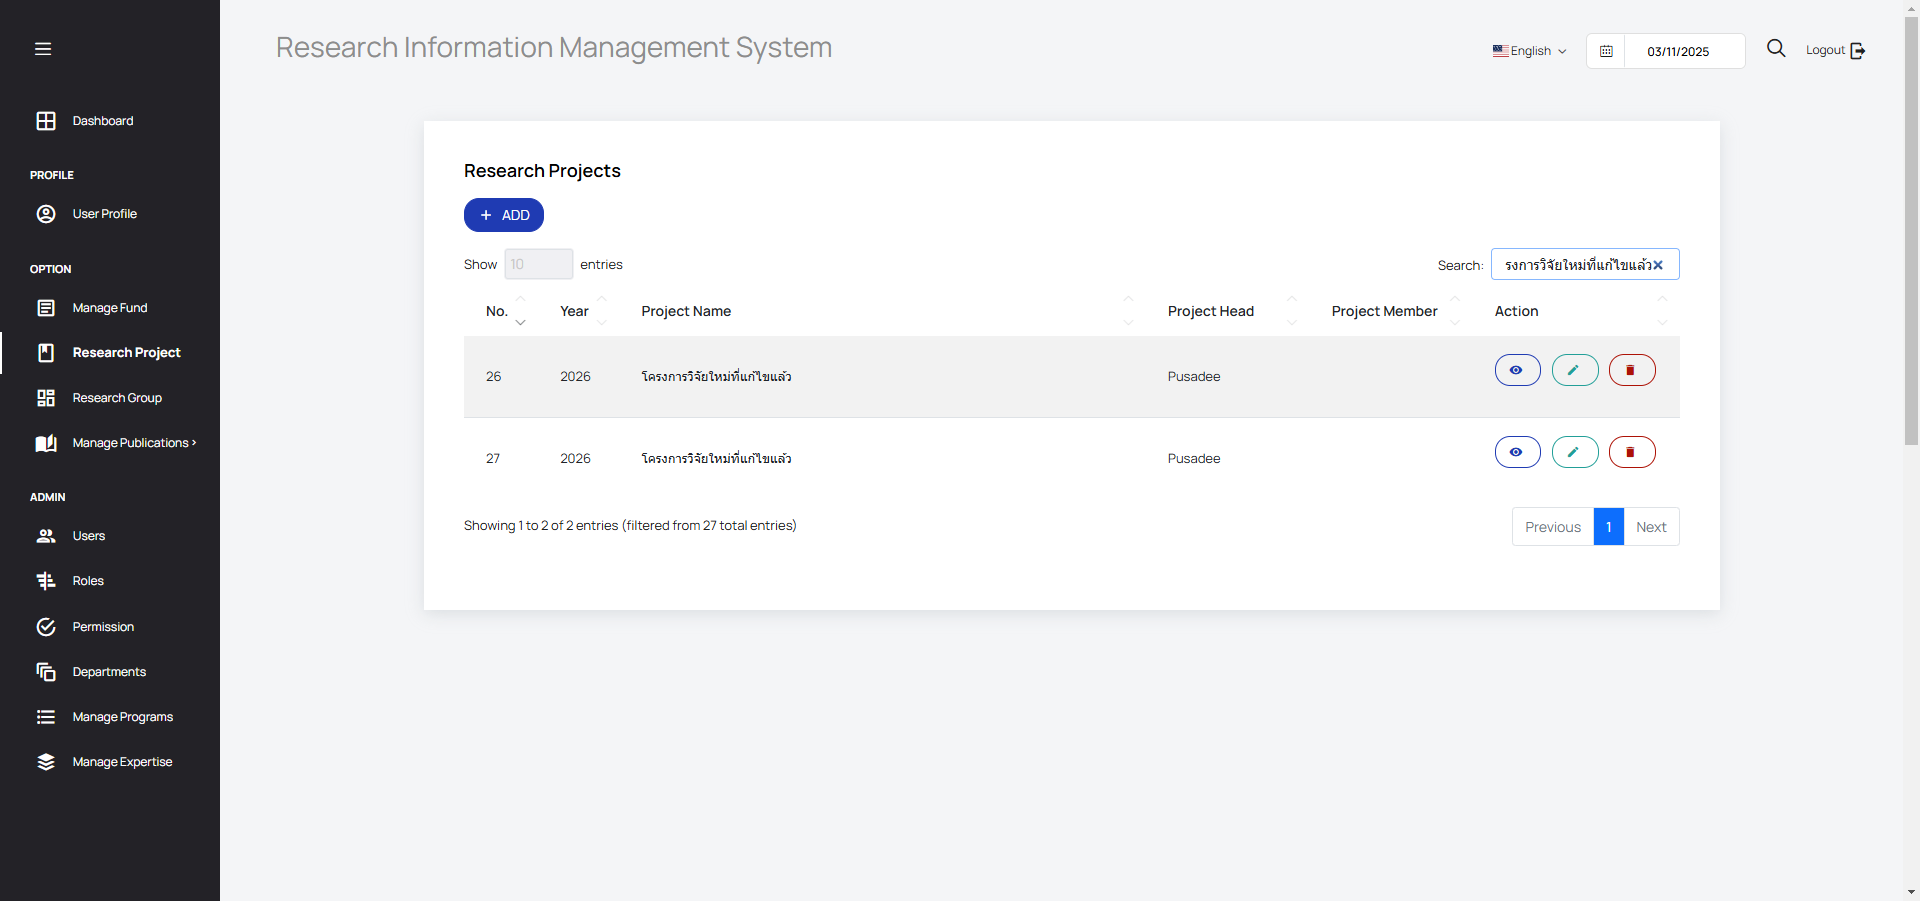 Research Information Management System
English
03/11/2025
Logout
Dashboard
PROFILE
User Profile
OPTION
Manage Fund
Research Project
Research Group
Manage Publications >
ADMIN
Users
Roles
Permission
Departments
Manage Programs
Manage Expertise
Research Projects
+ ADD
Show 10 entries
Search: รงการวิจัยใหม่ที่แก้ไขแล้ว
No. Year Project Name Project Head Project Member Action
26 2026 โครงการวิจัยใหม่ที่แก้ไขแล้ว Pusadee
27 2026 โครงการวิจัยใหม่ที่แก้ไขแล้ว Pusadee
Showing 1 to 2 of 2 entries (filtered from 27 total entries)
Previous 1 Next